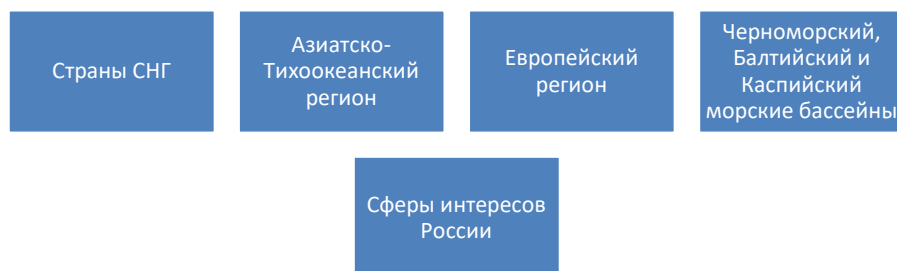 Страны СНГ
Азиатско-
Тихоокеанский
регион
Европейский
регион
Черноморский,
Балтийский и
Каспийский
морские бассейны
Сферы интересов
России